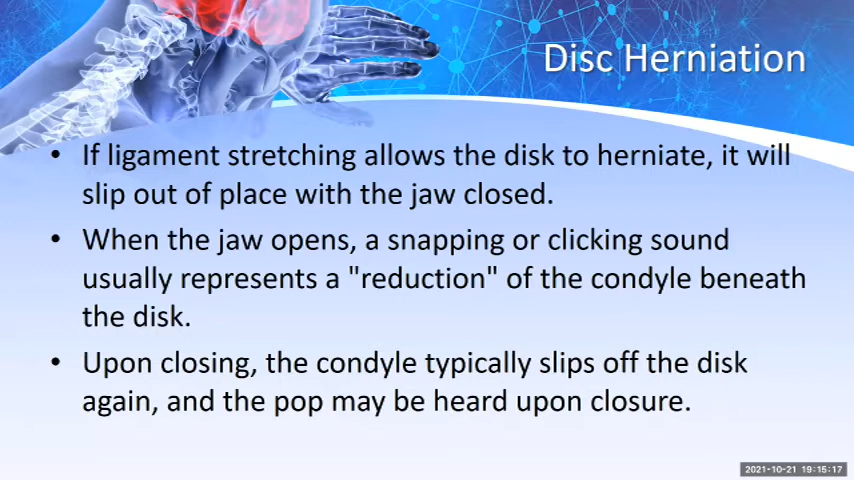 Disc Herniation
• If ligament stretching allows the disk to herniate, it will
slip out of place with the jaw closed.
• When the jaw opens, a snapping or clicking sound
usually represents a "reduction" of the condyle beneath
the disk.
• Upon closing, the condyle typically slips off the disk
again, and the pop may be heard upon closure.
2021-10-21 19:15:17